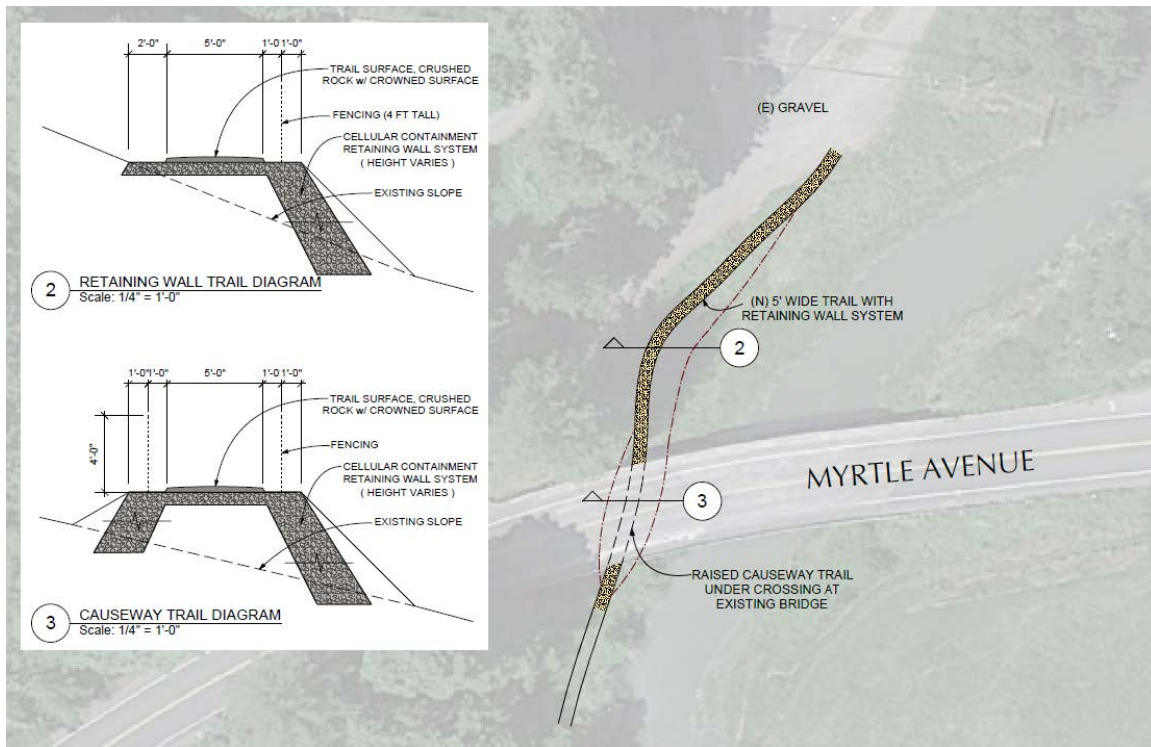 2'-0" 5'-0" 1'-0 1'-0"
TRAIL SURFACE, CRUSHED
ROCK w/ CROWNED SURFACE
FENCING (4 FT TALL)
CELLULAR CONTAINMENT
RETAINING WALL SYSTEM
( HEIGHT VARIES )
EXISTING SLOPE
2 RETAINING WALL TRAIL DIAGRAM
Scale: 1/4" = 1'-0"
1'-0" 1'-0" 5'-0" 1'-0 1'-0"
4'-0"
TRAIL SURFACE, CRUSHED
ROCK w/ CROWNED SURFACE
FENCING
CELLULAR CONTAINMENT
RETAINING WALL SYSTEM
( HEIGHT VARIES )
EXISTING SLOPE
3 CAUSEWAY TRAIL DIAGRAM
Scale: 1/4" = 1'-0"
(E) GRAVEL
(N) 5' WIDE TRAIL WITH
RETAINING WALL SYSTEM
2
MYRTLE AVENUE
3
RAISED CAUSEWAY TRAIL
UNDER CROSSING AT
EXISTING BRIDGE